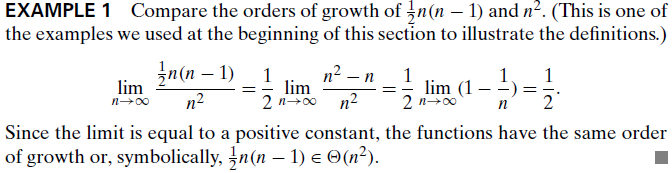 EXAMPLE 1 Compare the orders of growth of ½n(n − 1) and n². (This is one of
the examples we used at the beginning of this section to illustrate the definitions.)
lim n→∞ ½n(n − 1) / n² = 1/2 lim n→∞ (n² − n) / n² = 1/2 lim n→∞ (1 − 1/n) = 1/2.
Since the limit is equal to a positive constant, the functions have the same order
of growth or, symbolically, ½n(n − 1) ∈ Θ(n²).